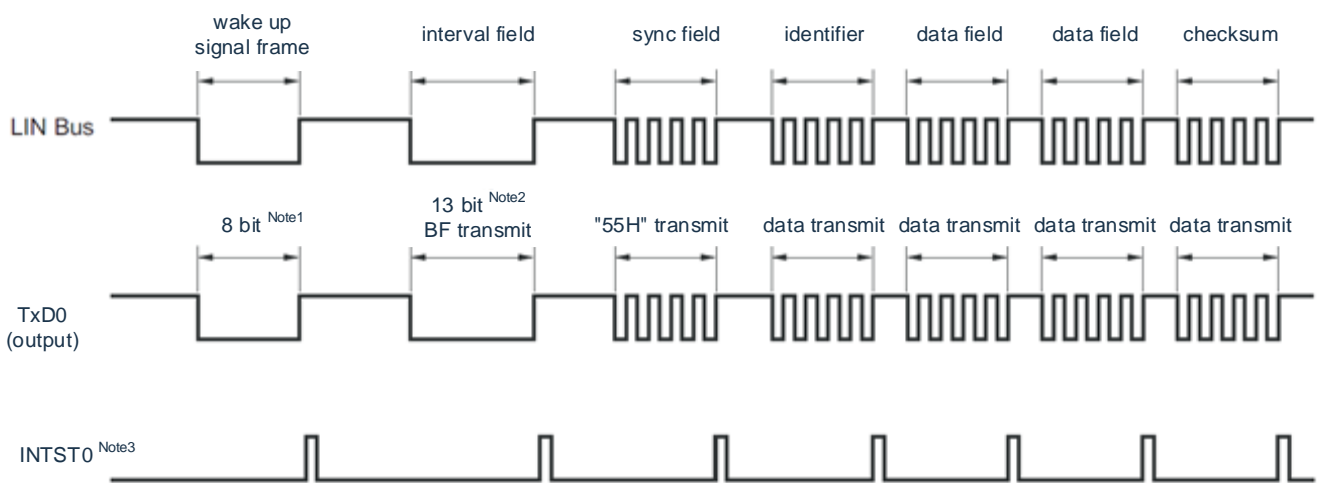 wake up
signal frame
interval field
sync field
identifier
data field
data field
checksum
LIN Bus
8 bit Note1
13 bit Note2
BF transmit
"55H" transmit
data transmit
data transmit
data transmit
data transmit
TxD0
(output)
INTST0 Note3